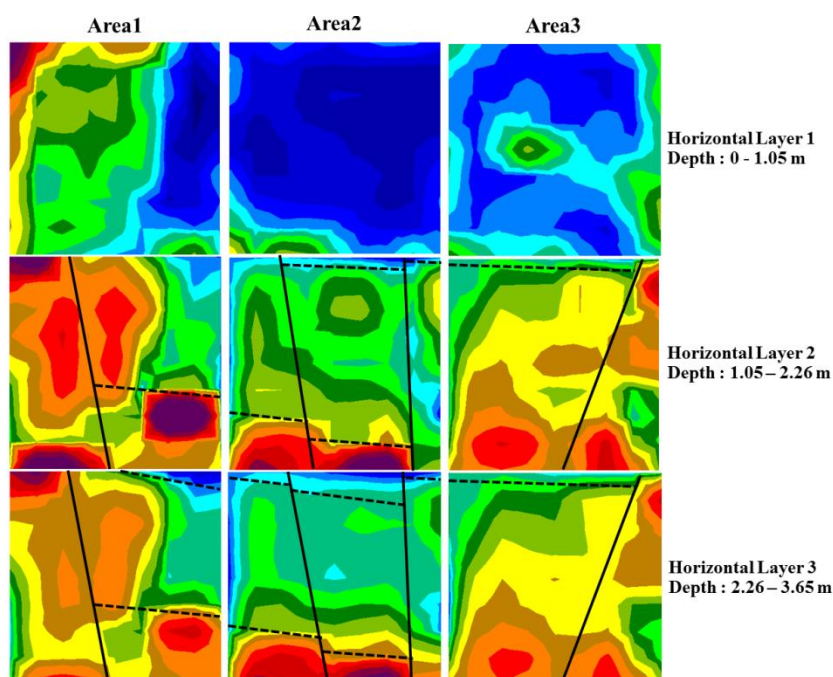 Area1
Area2
Area3
Horizontal Layer 1
Depth : 0 - 1.05 m
Horizontal Layer 2
Depth : 1.05 – 2.26 m
Horizontal Layer 3
Depth : 2.26 – 3.65 m